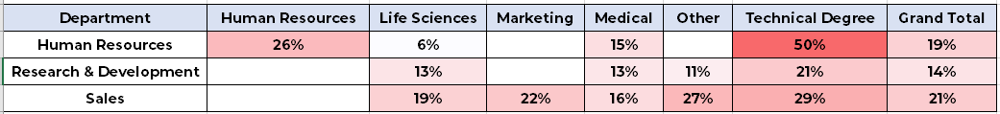 Department Human Resources Life Sciences Marketing Medical Other Technical Degree Grand Total
Human Resources 26% 6% 15% 50% 19%
Research & Development 13% 13% 11% 21% 14%
Sales 19% 22% 16% 27% 29% 21%